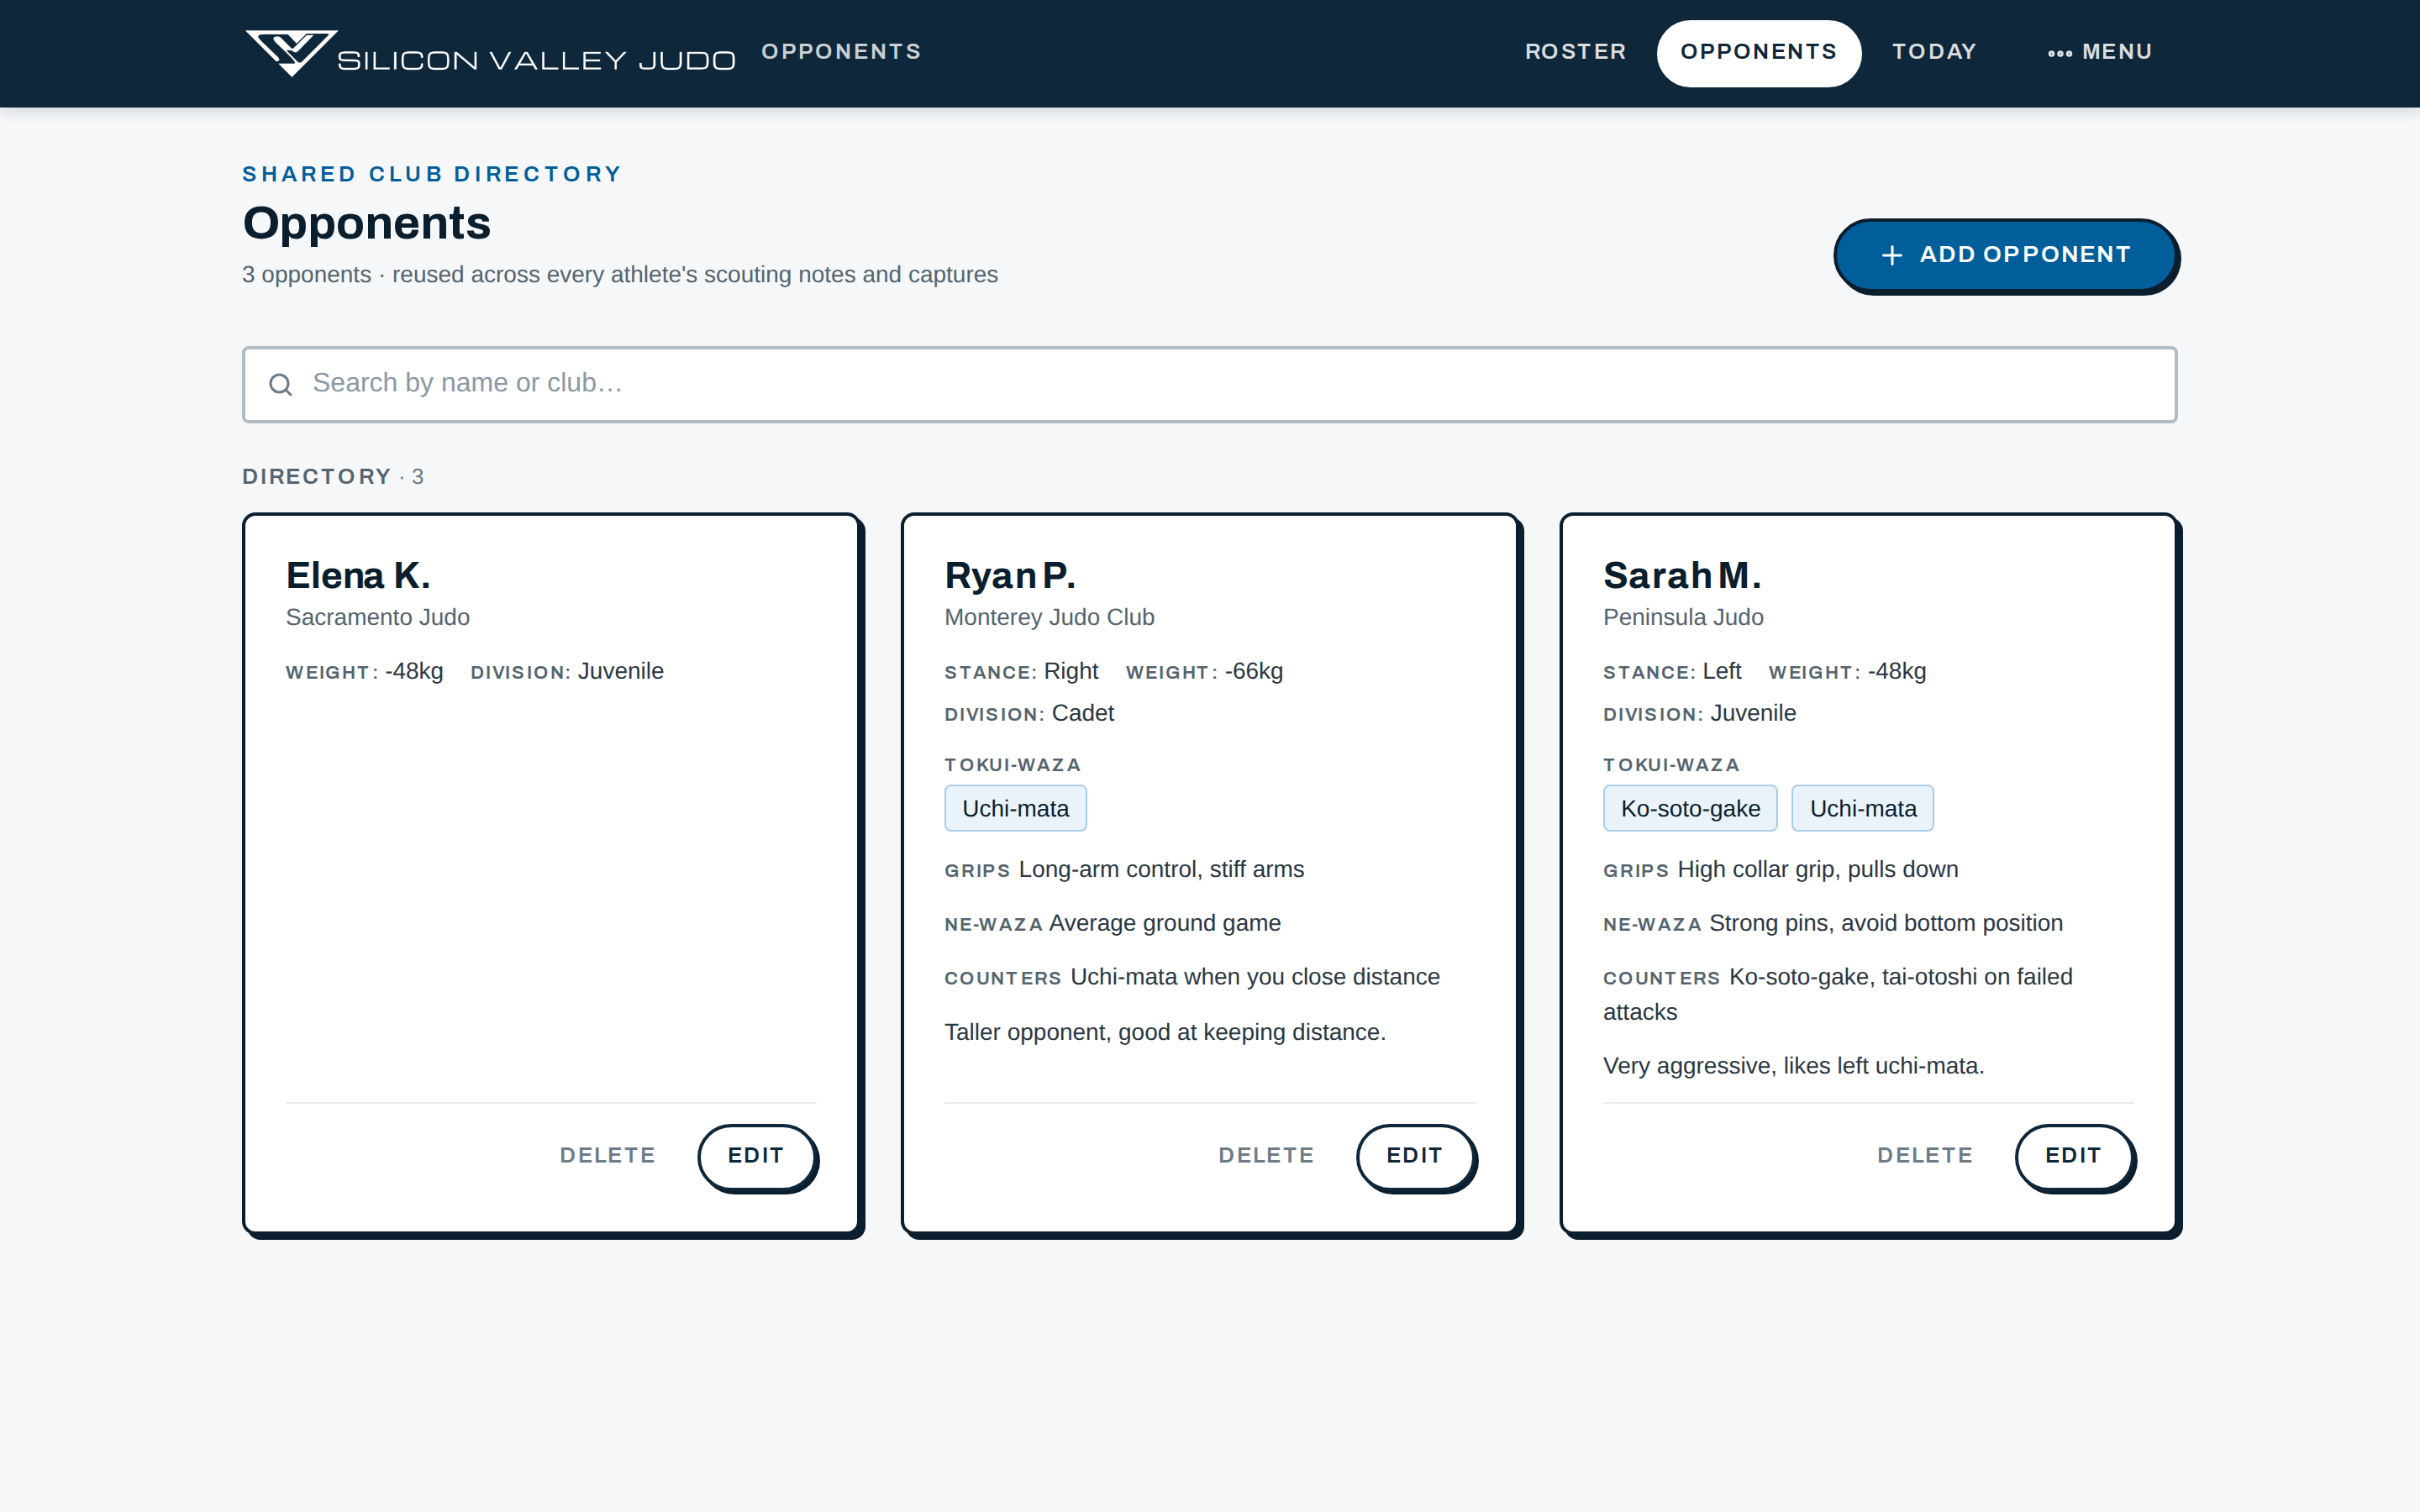 SILICON VALLEY JUDO OPPONENTS ROSTER OPPONENTS TODAY MENU
SHARED CLUB DIRECTORY
Opponents
3 opponents · reused across every athlete's scouting notes and captures
ADD OPPONENT
Search by name or club…
DIRECTORY · 3
Elena K.
Sacramento Judo
WEIGHT: -48kg DIVISION: Juvenile
DELETE EDIT
Ryan P.
Monterey Judo Club
STANCE: Right WEIGHT: -66kg
DIVISION: Cadet
TOKUI-WAZA
Uchi-mata
GRIPS Long-arm control, stiff arms
NE-WAZA Average ground game
COUNTERS Uchi-mata when you close distance
Taller opponent, good at keeping distance.
DELETE EDIT
Sarah M.
Peninsula Judo
STANCE: Left WEIGHT: -48kg
DIVISION: Juvenile
TOKUI-WAZA
Ko-soto-gake Uchi-mata
GRIPS High collar grip, pulls down
NE-WAZA Strong pins, avoid bottom position
COUNTERS Ko-soto-gake, tai-otoshi on failed
attacks
Very aggressive, likes left uchi-mata.
DELETE EDIT